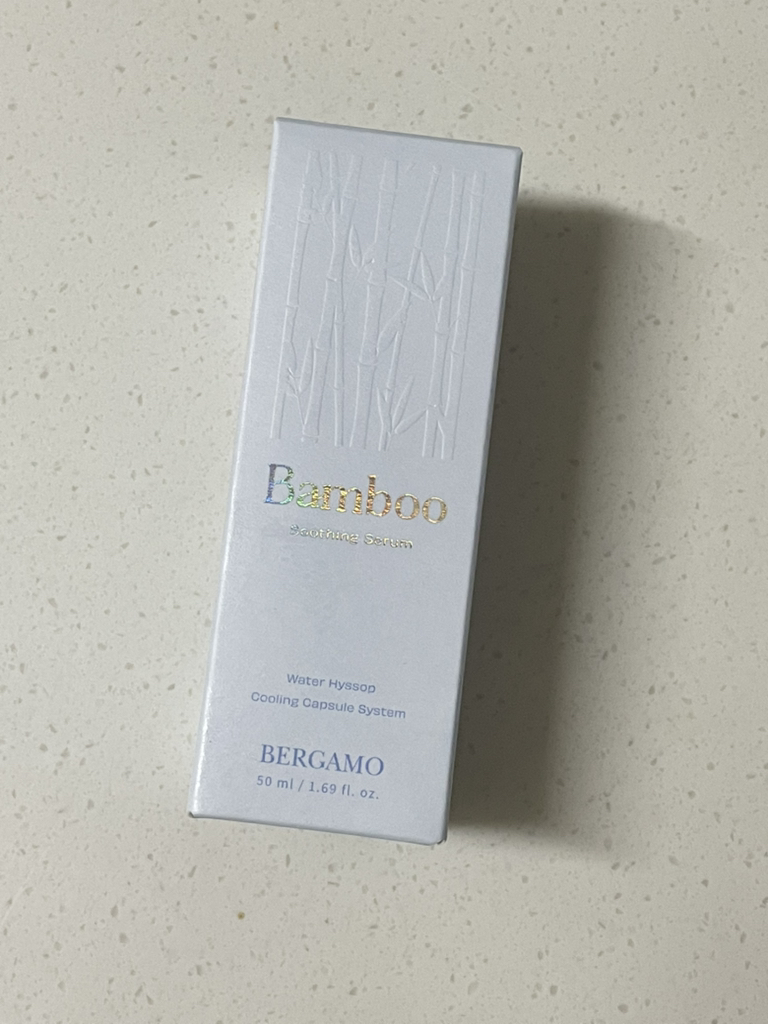 Bamboo
Soothing Serum
Water Hyssop
Cooling Capsule System
BERGAMO
50 ml / 1.69 fl. oz.